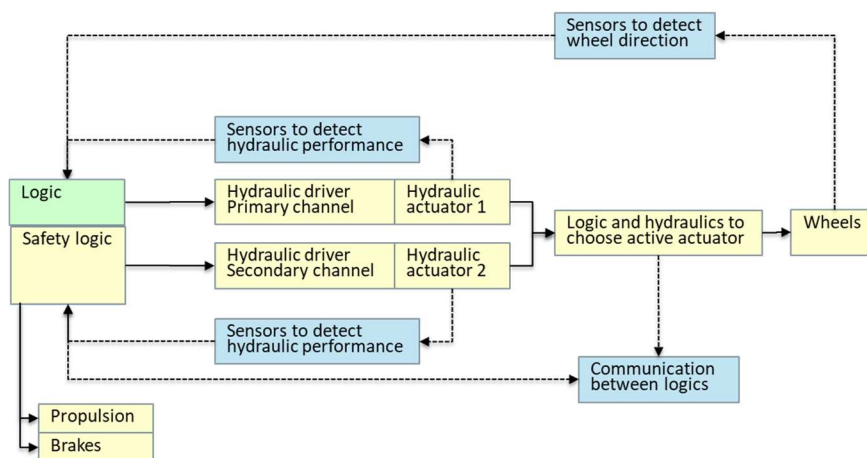 Sensors to detect
wheel direction
Sensors to detect
hydraulic performance
Logic
Hydraulic driver
Primary channel
Hydraulic
actuator 1
Safety logic
Hydraulic driver
Secondary channel
Hydraulic
actuator 2
Logic and hydraulics to
choose active actuator
Wheels
Sensors to detect
hydraulic performance
Communication
between logics
Propulsion
Brakes